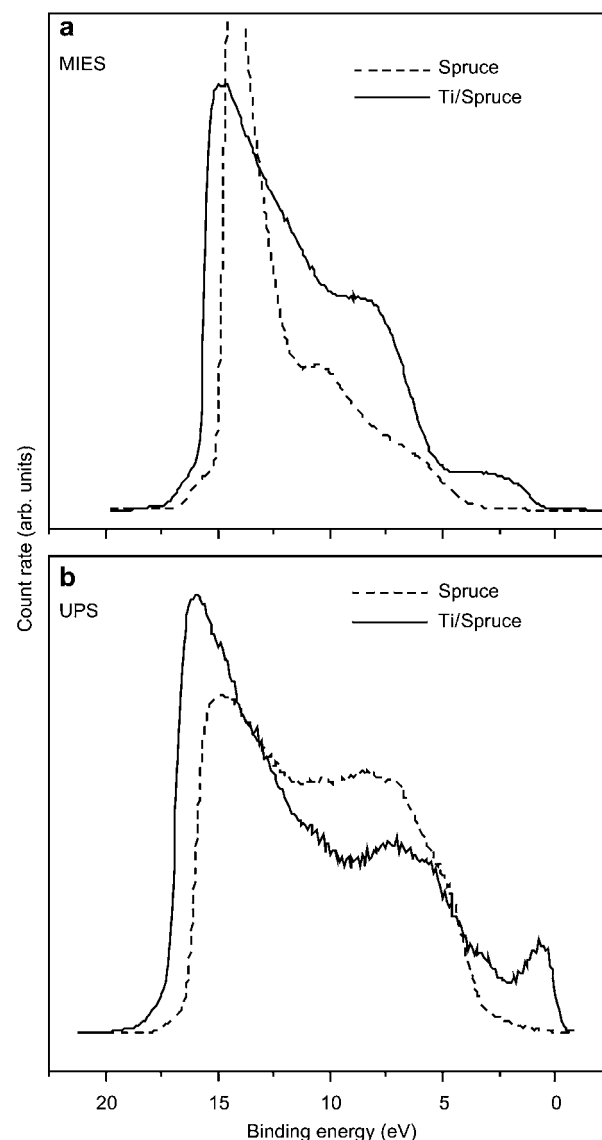 a
MIES
Spruce
Ti/Spruce
Count rate (arb. units)
b
UPS
Spruce
Ti/Spruce
20 15 10 5 0
Binding energy (eV)